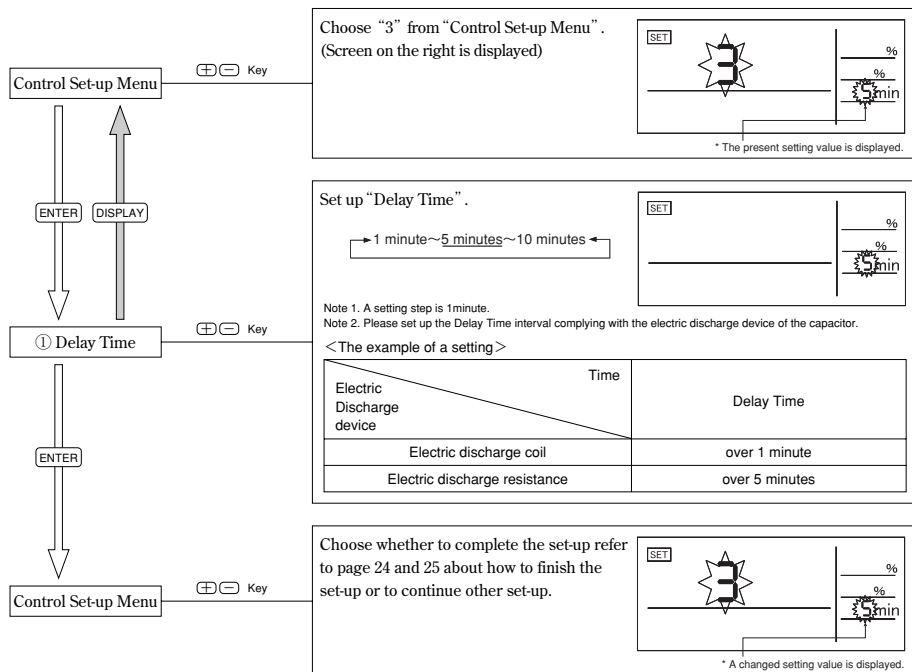 Control Set-up Menu
+ − Key
Choose “3” from “Control Set-up Menu”.
(Screen on the right is displayed)
SET
3
%
%
5min
* The present setting value is displayed.
ENTER
DISPLAY
Set up “Delay Time”.
1 minute～5 minutes～10 minutes
SET
%
%
5min
Note 1. A setting step is 1minute.
Note 2. Please set up the Delay Time interval complying with the electric discharge device of the capacitor.
① Delay Time
+ − Key
＜The example of a setting＞
Time
Electric
Discharge
device
Delay Time
Electric discharge coil
over 1 minute
Electric discharge resistance
over 5 minutes
ENTER
Control Set-up Menu
+ − Key
Choose whether to complete the set-up refer
to page 24 and 25 about how to finish the
set-up or to continue other set-up.
SET
3
%
%
5min
* A changed setting value is displayed.